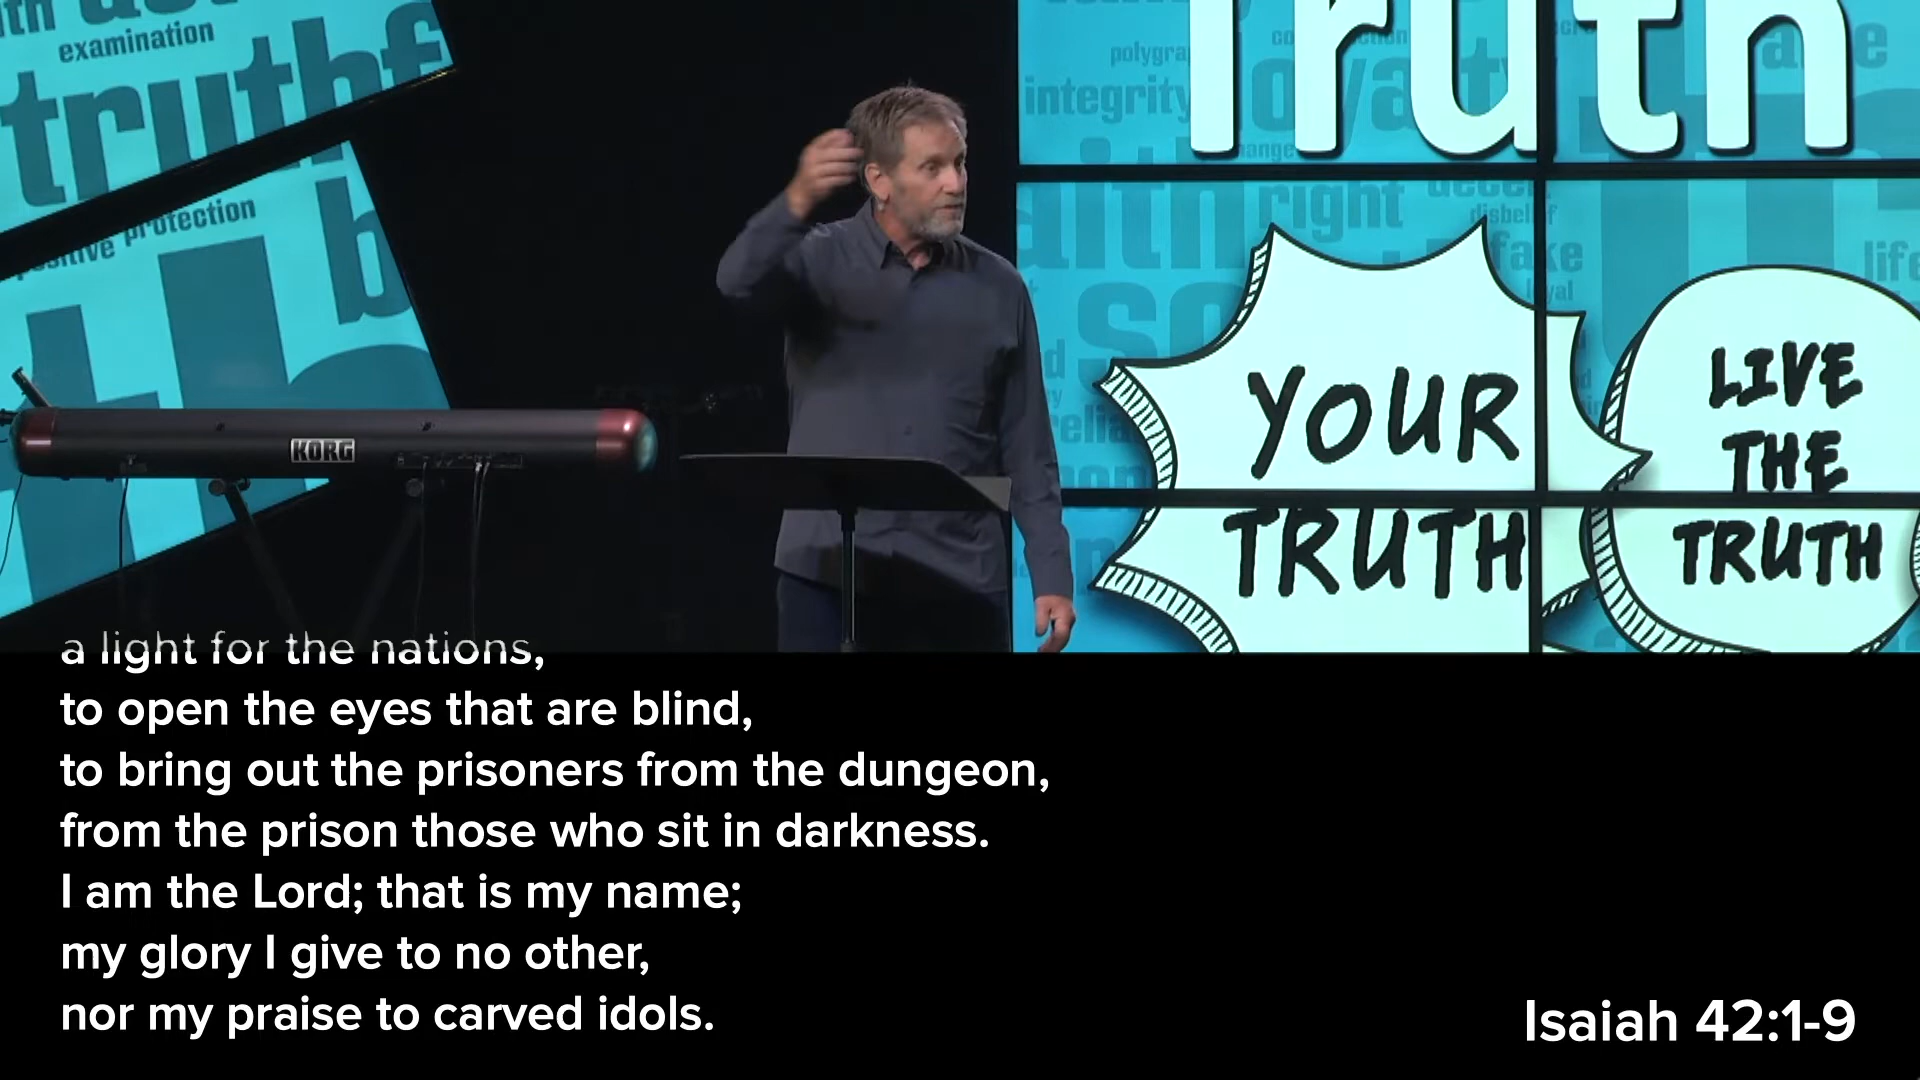 examination
truthf
protection
KORG
Truth
integrity
loyalty
right
fake
YOUR
TRUTH
LIVE
THE
TRUTH
a light for the nations,
to open the eyes that are blind,
to bring out the prisoners from the dungeon,
from the prison those who sit in darkness.
I am the Lord; that is my name;
my glory I give to no other,
nor my praise to carved idols.
Isaiah 42:1-9